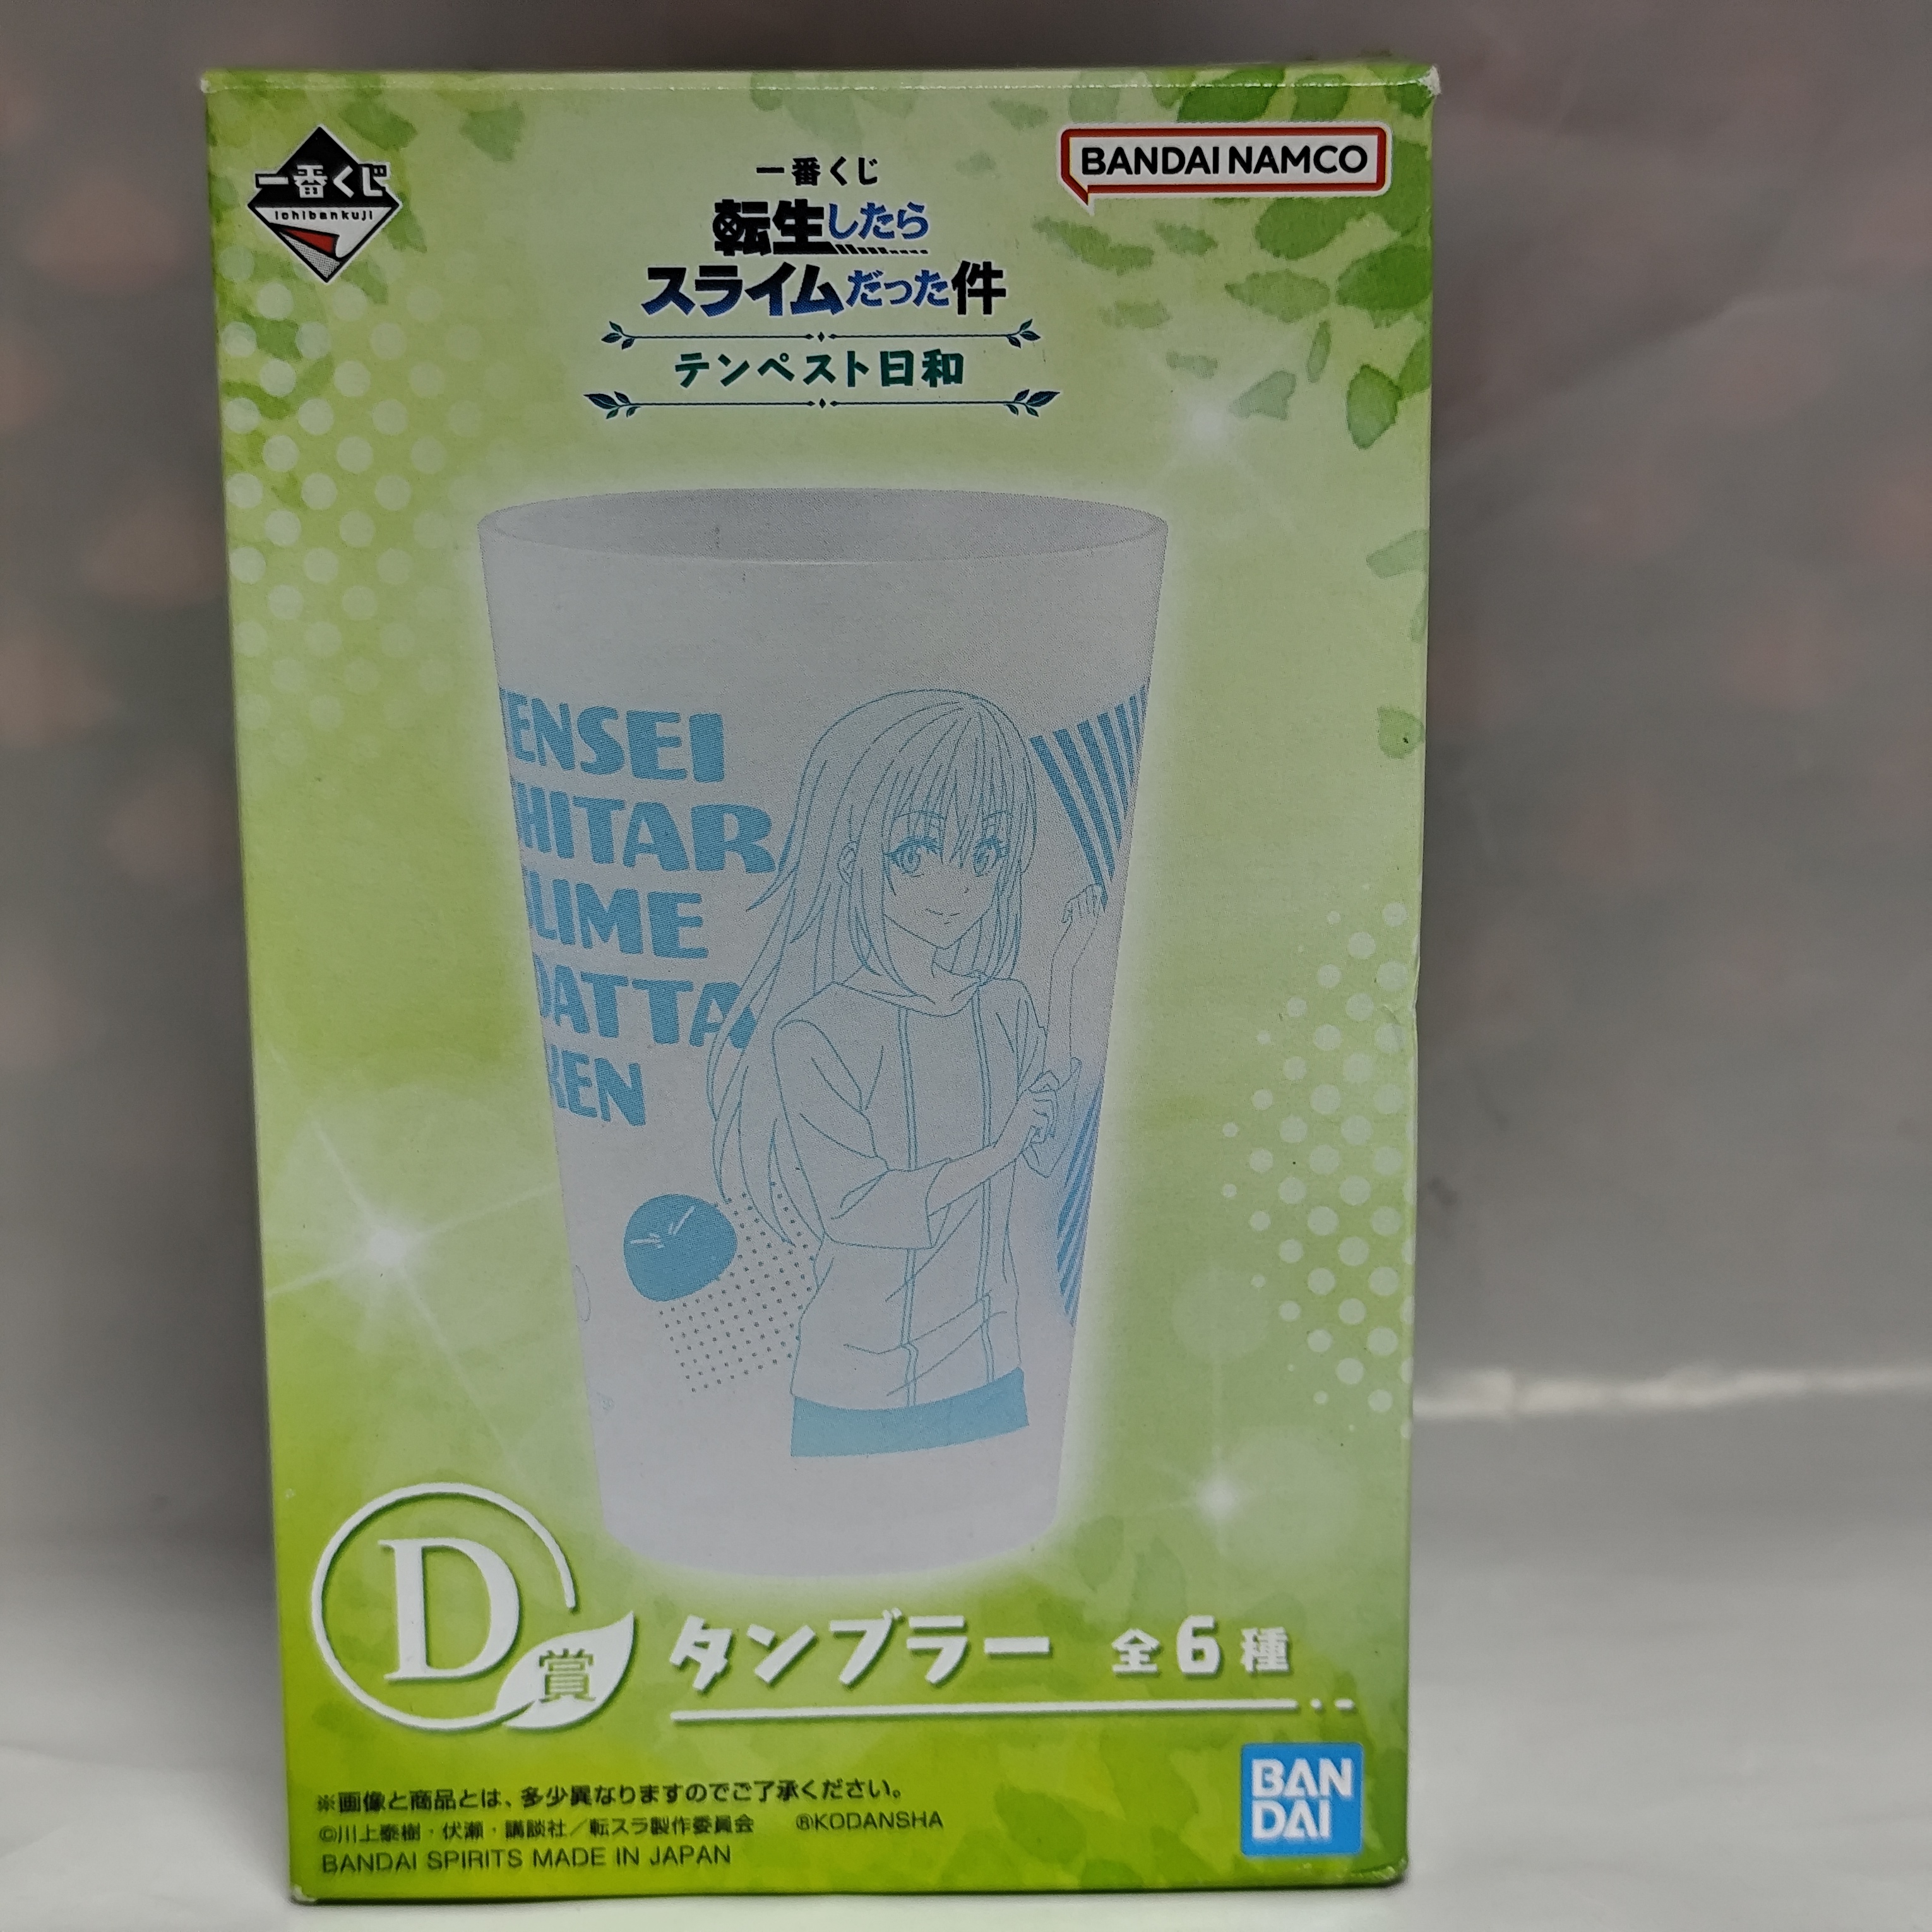 一番くじ
ichibankuji
一番くじ
転生したら
スライムだった件
テンペスト日和
BANDAI NAMCO
TENSEI
SHITARA
SLIME
DATTA
KEN
D賞
タンブラー 全6種
※画像と商品とは、多少異なりますのでご了承ください。
©川上泰樹・伏瀬・講談社／転スラ製作委員会 ®KODANSHA
BANDAI SPIRITS MADE IN JAPAN
BAN
DAI